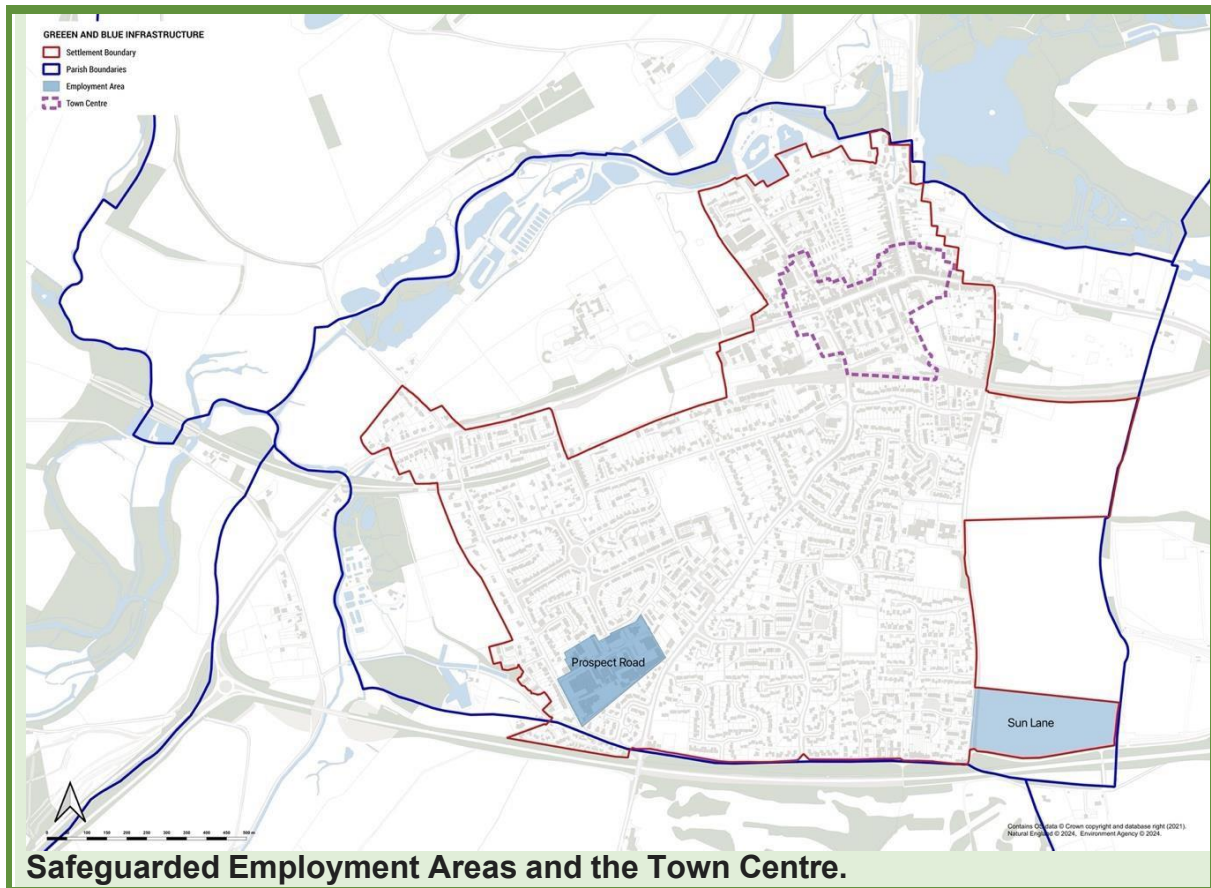 GREEEN AND BLUE INFRASTRUCTURE
Settlement Boundary
Parish Boundaries
Employment Area
Town Centre
Prospect Road
Sun Lane
Contains OS data © Crown copyright and database right (2021).
Natural England © 2024, Environment Agency © 2024.
Safeguarded Employment Areas and the Town Centre.